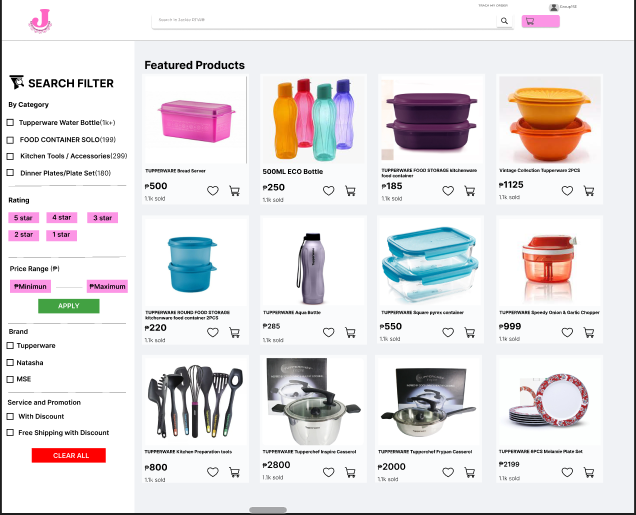 TRACK MY ORDER
J
SEARCH FILTER
By Category
Tupperware Water Bottle(1k+)
FOOD CONTAINER SOLO(199)
Kitchen Tools / Accessories(299)
Dinner Plates/Plate Set(180)
Rating
5 star
4 star
3 star
2 star
1 star
Price Range (₱)
₱Minimun
₱Maximum
APPLY
Brand
Tupperware
Natasha
MSE
Service and Promotion
With Discount
Free Shipping with Discount
CLEAR ALL
Featured Products
TUPPERWARE Bread Server
₱500
1.1k sold
500ML ECO Bottle
₱250
1.1k sold
TUPPERWARE FOOD STORAGE kitchenware
food container
₱185
1.1k sold
Vintage Collection Tupperware 2PCS
₱1125
1.1k sold
TUPPERWARE ROUND FOOD STORAGE
kitchenware food container 2PCS
₱220
1.1k sold
TUPPERWARE Aqua Bottle
₱285
1.1k sold
TUPPERWARE Square pyrex container
₱550
1.1k sold
TUPPERWARE Speedy Onion & Garlic Chopper
₱999
1.1k sold
TUPPERWARE Kitchen Preparation tools
₱800
1.1k sold
TUPPERWARE Tupperchef Inspire Casserol
₱2800
1.1k sold
TUPPERWARE Tupperchef Frypan Casserol
₱2000
1.1k sold
TUPPERWARE 6PCS Melanie Plate Set
₱2199
1.1k sold